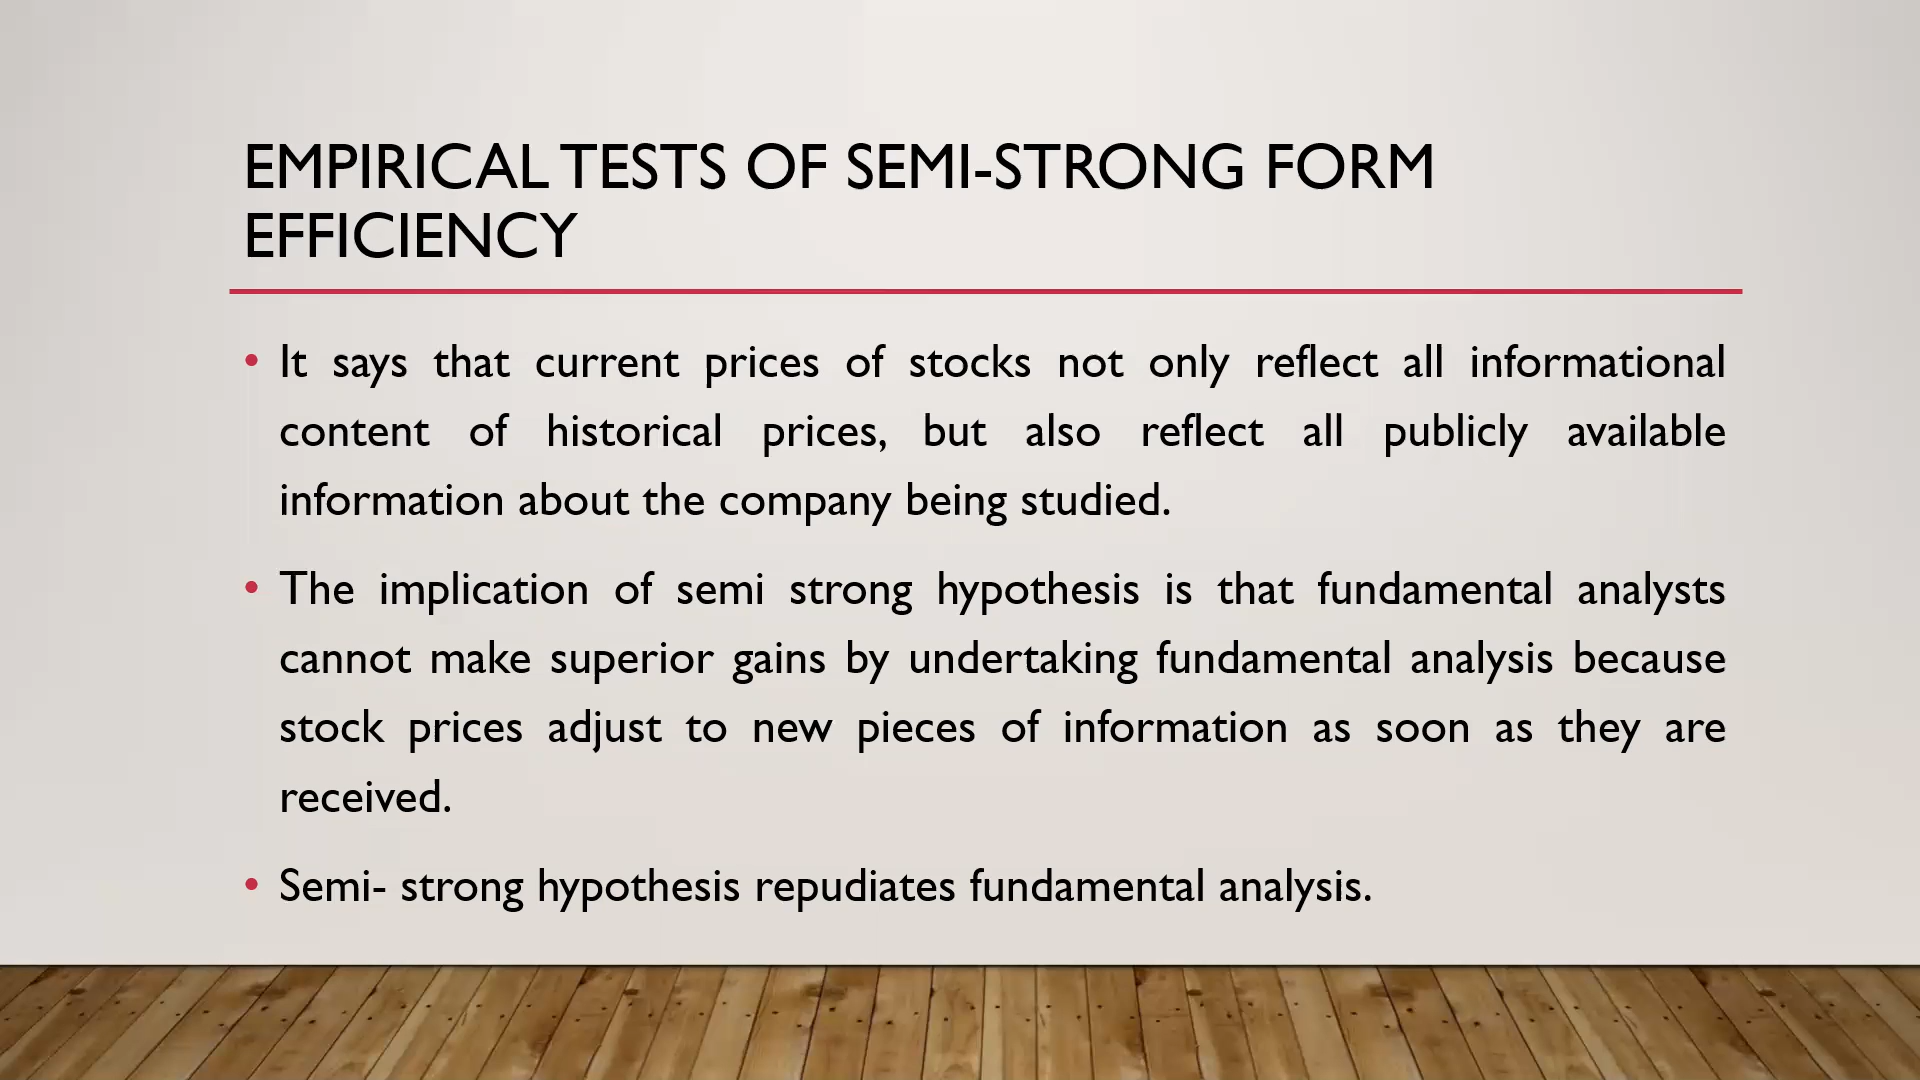 EMPIRICAL TESTS OF SEMI-STRONG FORM
EFFICIENCY
• It says that current prices of stocks not only reflect all informational
content of historical prices, but also reflect all publicly available
information about the company being studied.
• The implication of semi strong hypothesis is that fundamental analysts
cannot make superior gains by undertaking fundamental analysis because
stock prices adjust to new pieces of information as soon as they are
received.
• Semi- strong hypothesis repudiates fundamental analysis.